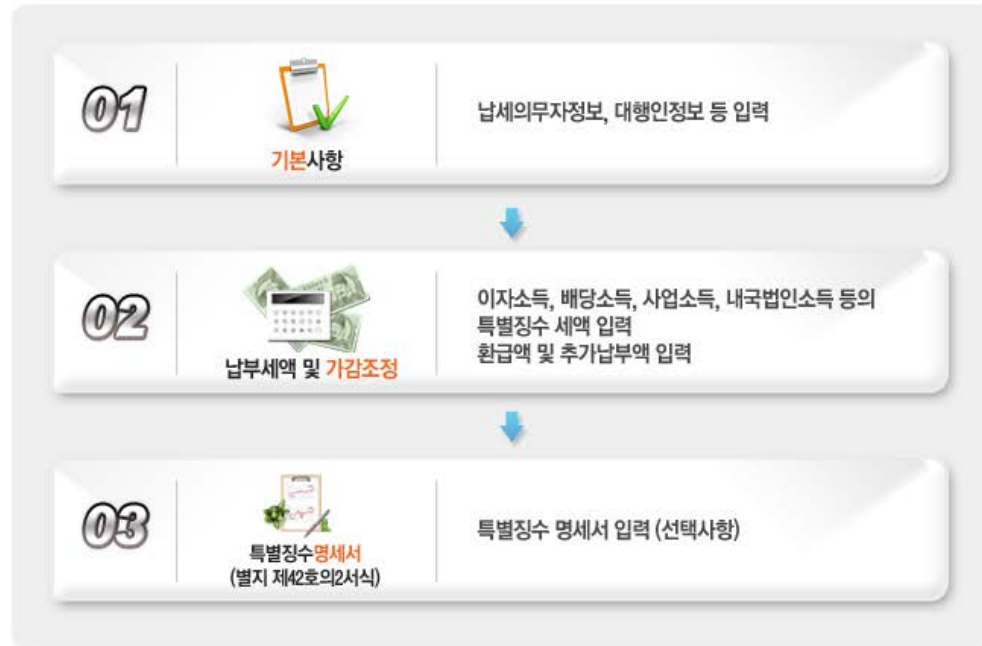 01
기본사항
납세의무자정보, 대행인정보 등 입력
02
납부세액 및 가감조정
이자소득, 배당소득, 사업소득, 내국법인소득 등의
특별징수 세액 입력
환급액 및 추가납부액 입력
03
특별징수명세서
(별지 제42호의2서식)
특별징수 명세서 입력 (선택사항)